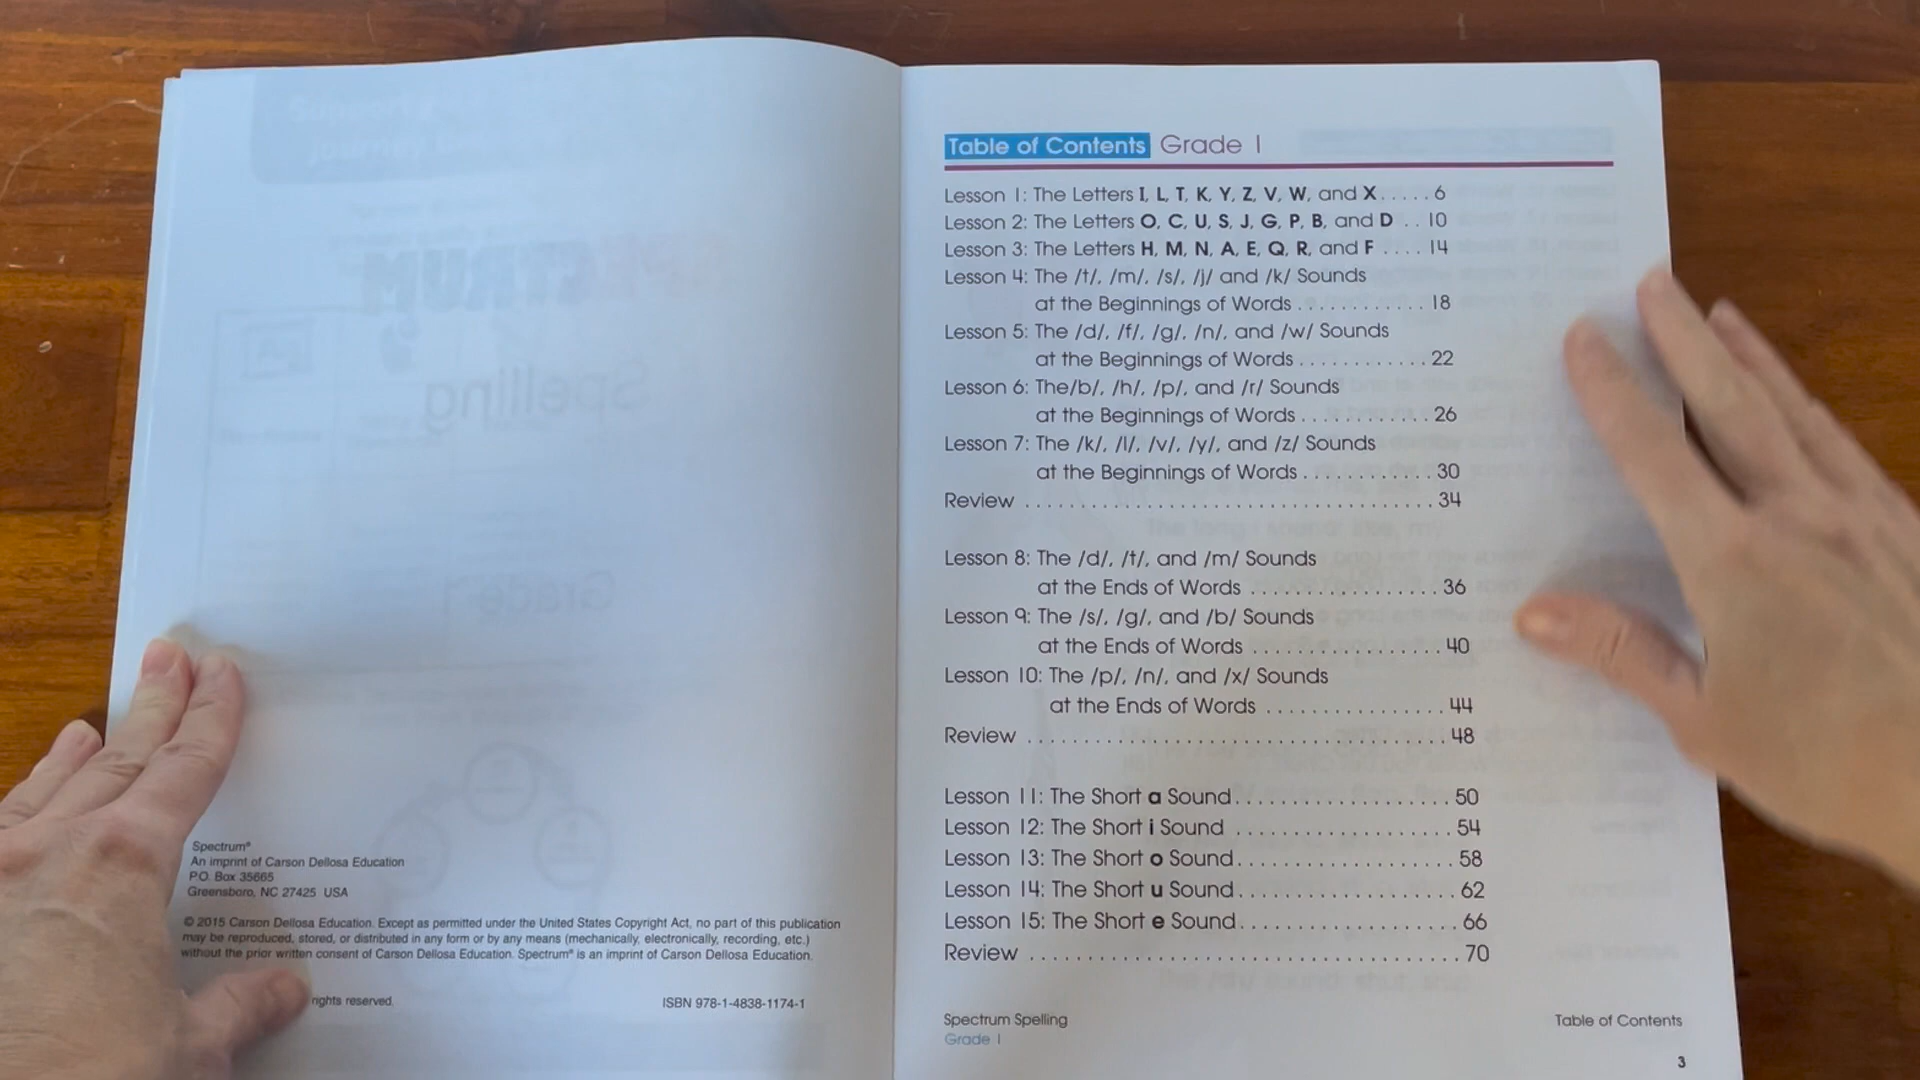 Spectrum®
An imprint of Carson Dellosa Education
P.O. Box 35665
Greensboro, NC 27425 USA
© 2015 Carson Dellosa Education. Except as permitted under the United States Copyright Act, no part of this publication
may be reproduced, stored, or distributed in any form or by any means (mechanically, electronically, recording, etc.)
without the prior written consent of Carson Dellosa Education. Spectrum® is an imprint of Carson Dellosa Education.
rights reserved.
ISBN 978-1-4838-1174-1
Table of Contents Grade 1
Lesson 1: The Letters I, L, T, K, Y, Z, V, W, and X.....6
Lesson 2: The Letters O, C, U, S, J, G, P, B, and D..10
Lesson 3: The Letters H, M, N, A, E, Q, R, and F....14
Lesson 4: The /t/, /m/, /s/, /j/ and /k/ Sounds
at the Beginnings of Words............18
Lesson 5: The /d/, /f/, /g/, /n/, and /w/ Sounds
at the Beginnings of Words............22
Lesson 6: The/b/, /h/, /p/, and /r/ Sounds
at the Beginnings of Words............26
Lesson 7: The /k/, /l/, /v/, /y/, and /z/ Sounds
at the Beginnings of Words............30
Review....................................34
Lesson 8: The /d/, /t/, and /m/ Sounds
at the Ends of Words.................36
Lesson 9: The /s/, /g/, and /b/ Sounds
at the Ends of Words.................40
Lesson 10: The /p/, /n/, and /x/ Sounds
at the Ends of Words................44
Review.....................................48
Lesson 11: The Short a Sound....................50
Lesson 12: The Short i Sound....................54
Lesson 13: The Short o Sound....................58
Lesson 14: The Short u Sound....................62
Lesson 15: The Short e Sound....................66
Review......................................70
Spectrum Spelling
Grade 1
Table of Contents
3